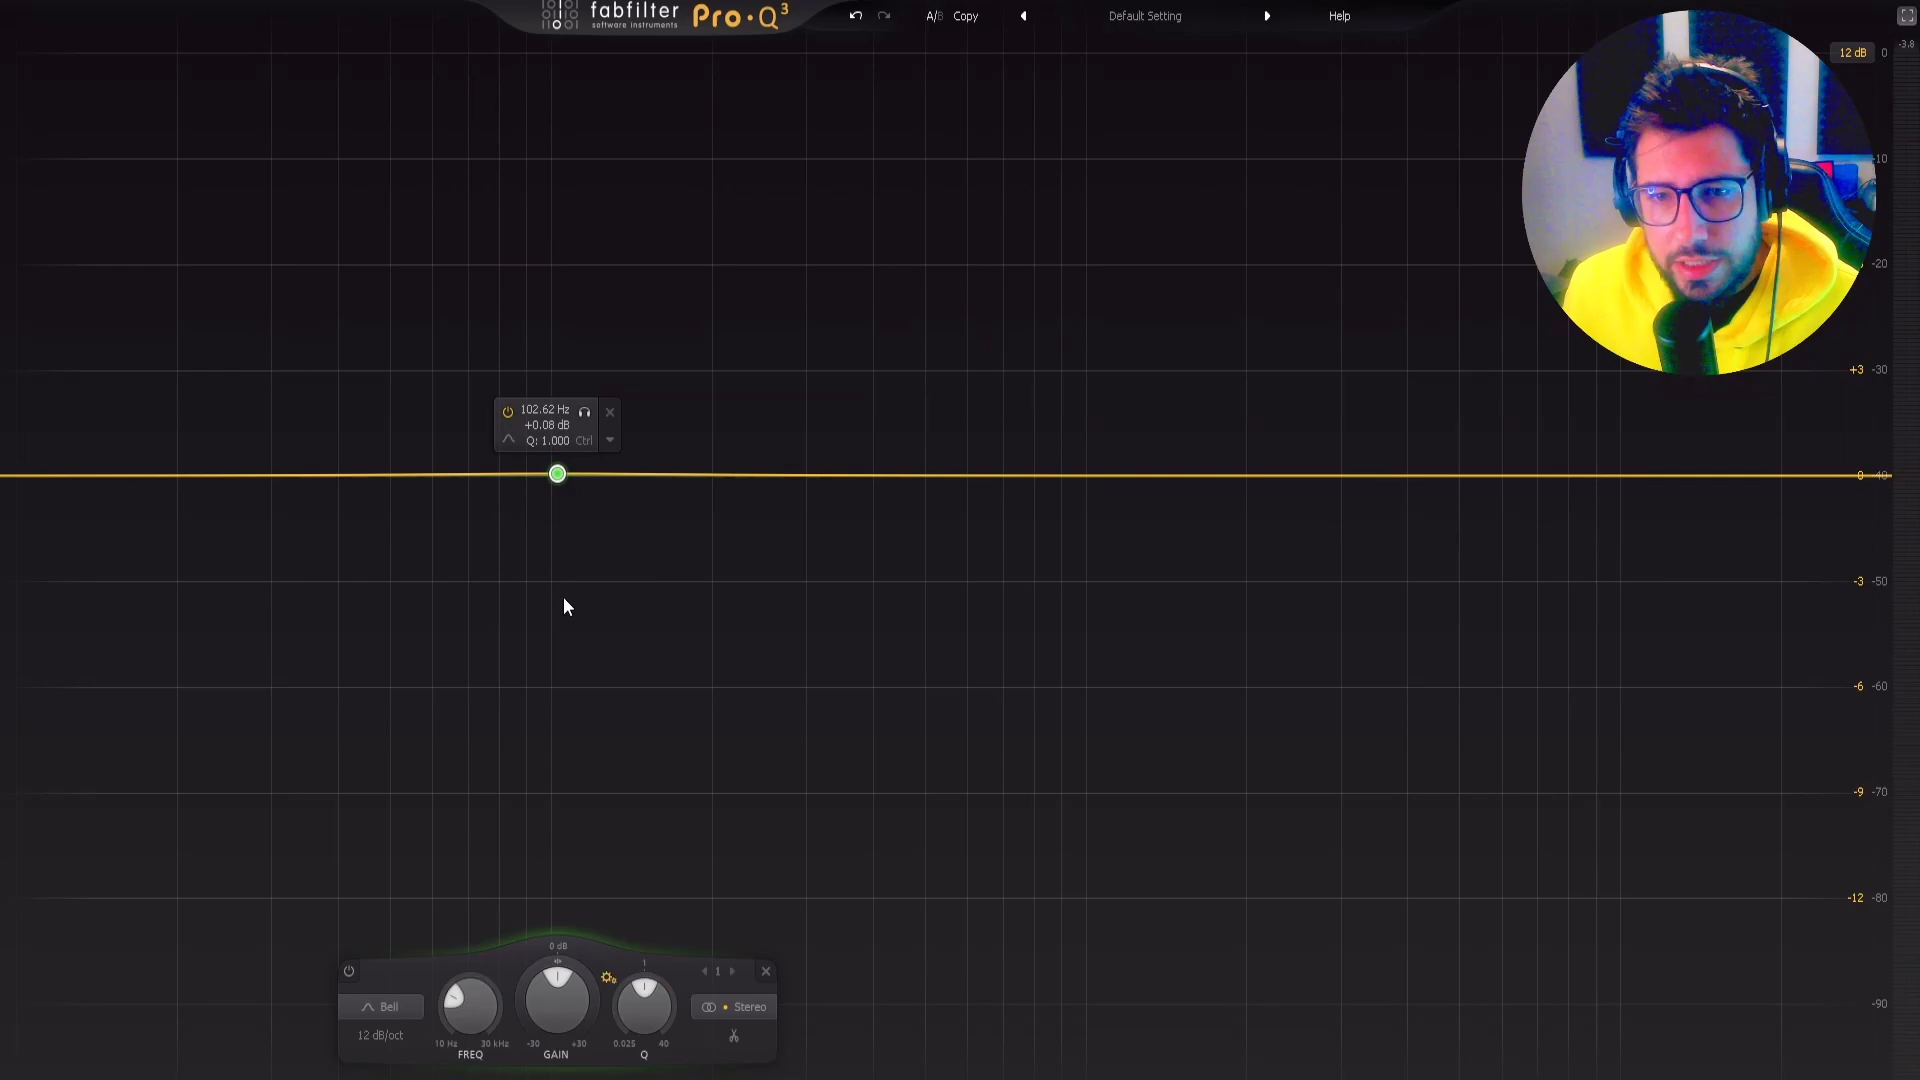 fabfilter
software instruments
Pro·Q3
A/B Copy
Default Setting
Help
12 dB 0
-3.8
-10
-20
+3 -30
0 -40
-3 -50
-6 -60
-9 -70
-12 -80
-90
102.62 Hz
+0.08 dB
Q: 1.000 Ctrl
0 dB
1
1
Bell
Stereo
12 dB/oct
10 Hz 30 kHz
-30 +30
0.025 40
FREQ
GAIN
Q